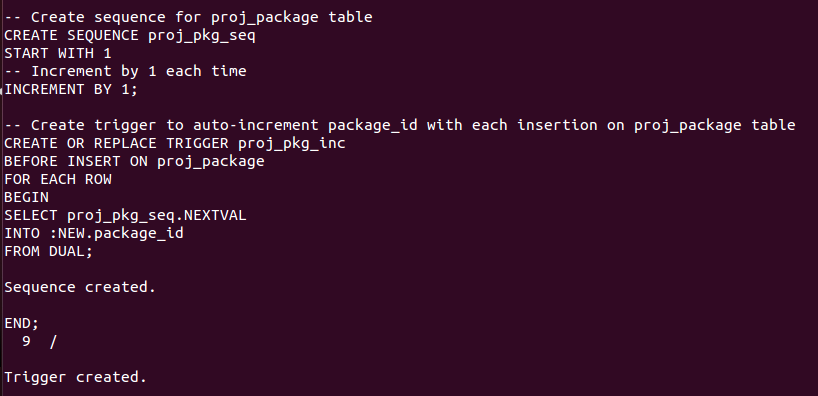 -- Create sequence for proj_package table
CREATE SEQUENCE proj_pkg_seq
START WITH 1
-- Increment by 1 each time
INCREMENT BY 1;
-- Create trigger to auto-increment package_id with each insertion on proj_package table
CREATE OR REPLACE TRIGGER proj_pkg_inc
BEFORE INSERT ON proj_package
FOR EACH ROW
BEGIN
SELECT proj_pkg_seq.NEXTVAL
INTO :NEW.package_id
FROM DUAL;
Sequence created.
END;
  9  /
Trigger created.